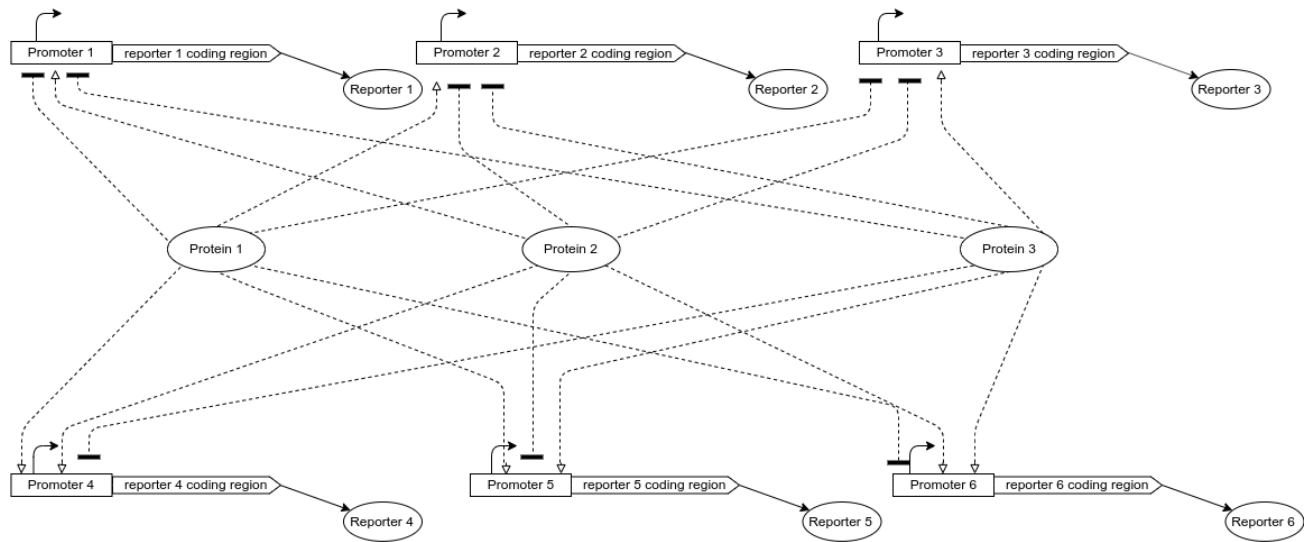 Promoter 1
reporter 1 coding region
Reporter 1
Promoter 2
reporter 2 coding region
Reporter 2
Promoter 3
reporter 3 coding region
Reporter 3
Protein 1
Protein 2
Protein 3
Promoter 4
reporter 4 coding region
Reporter 4
Promoter 5
reporter 5 coding region
Reporter 5
Promoter 6
reporter 6 coding region
Reporter 6